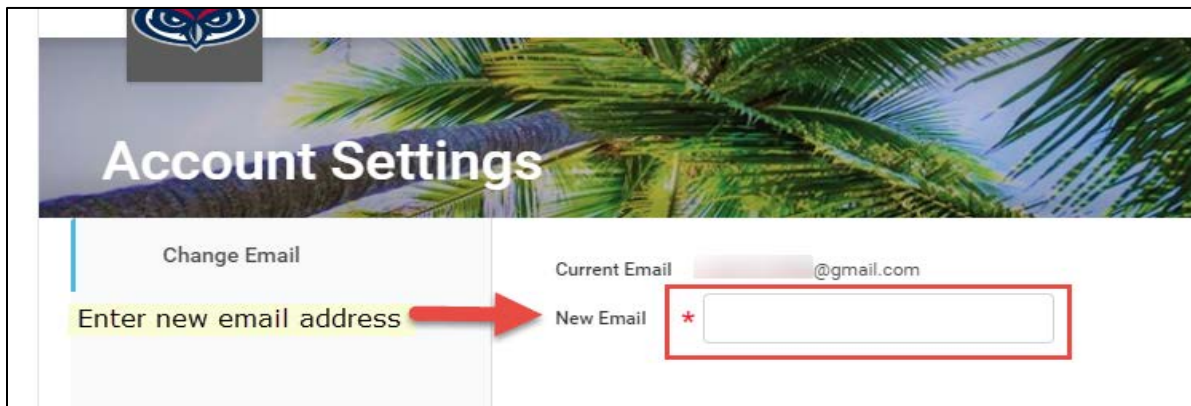 Account Settings
Change Email
Current Email @gmail.com
Enter new email address
New Email *